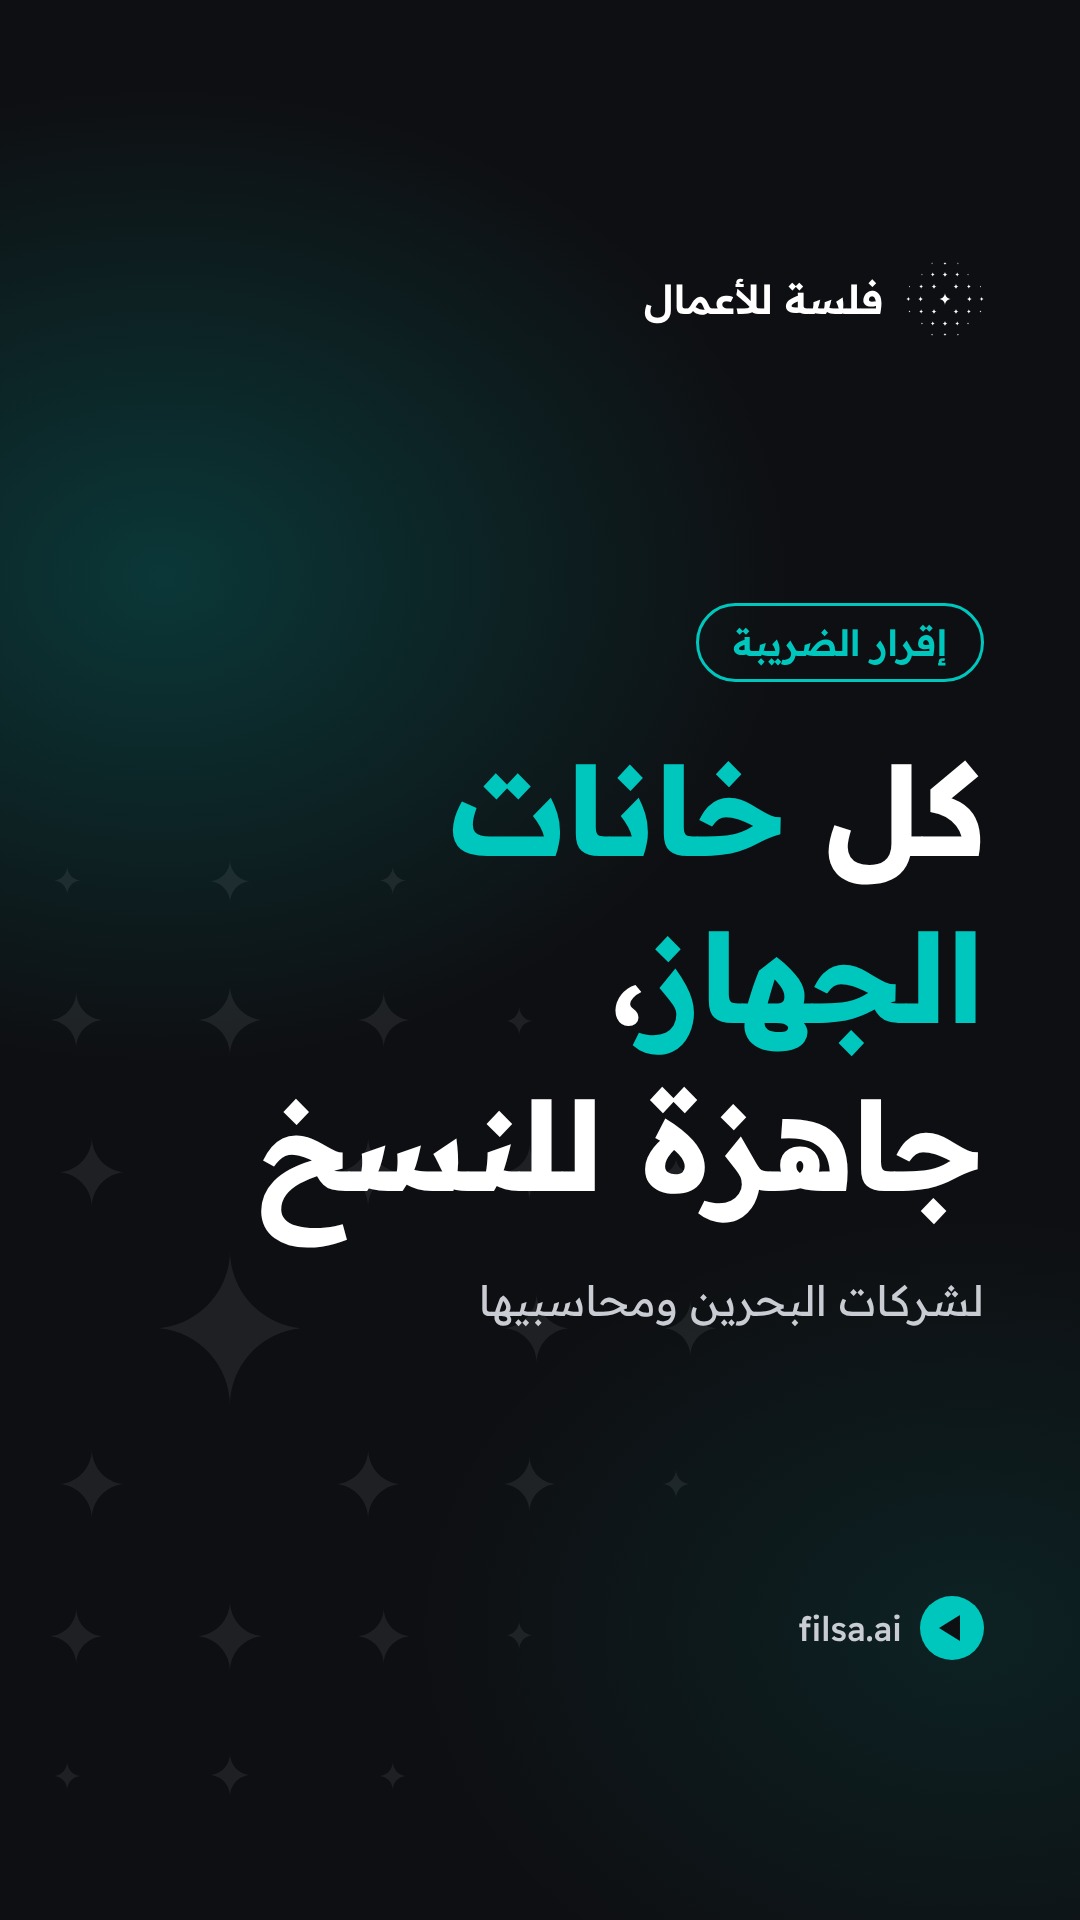 فلسة للأعمال
إقرار الضريبة
كل خانات
الجهاز،
جاهزة للنسخ
لشركات البحرين ومحاسبيها
filsa.ai